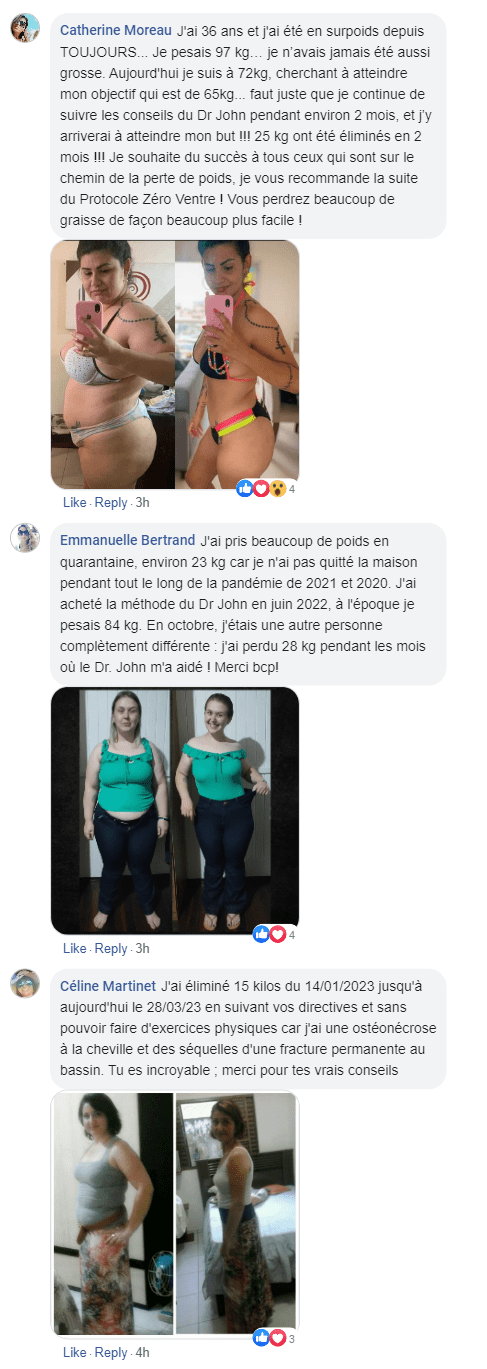 Catherine Moreau J'ai 36 ans et j'ai été en surpoids depuis
TOUJOURS... Je pesais 97 kg… je n’avais jamais été aussi
grosse. Aujourd'hui je suis à 72kg, cherchant à atteindre
mon objectif qui est de 65kg... faut juste que je continue de
suivre les conseils du Dr John pendant environ 2 mois, et j’y
arriverai à atteindre mon but !!! 25 kg ont été éliminés en 2
mois !!! Je souhaite du succès à tous ceux qui sont sur le
chemin de la perte de poids, je vous recommande la suite
du Protocole Zéro Ventre ! Vous perdrez beaucoup de
graisse de façon beaucoup plus facile !
4
Like · Reply · 3h
Emmanuelle Bertrand J'ai pris beaucoup de poids en
quarantaine, environ 23 kg car je n'ai pas quitté la maison
pendant tout le long de la pandémie de 2021 et 2020. J'ai
acheté la méthode du Dr John en juin 2022, à l'époque je
pesais 84 kg. En octobre, j'étais une autre personne
complètement différente : j'ai perdu 28 kg pendant les mois
où le Dr. John m'a aidé ! Merci bcp!
4
Like · Reply · 3h
Céline Martinet J'ai éliminé 15 kilos du 14/01/2023 jusqu'à
aujourd'hui le 28/03/23 en suivant vos directives et sans
pouvoir faire d'exercices physiques car j'ai une ostéonécrose
à la cheville et des séquelles d'une fracture permanente au
bassin. Tu es incroyable ; merci pour tes vrais conseils
3
Like · Reply · 4h